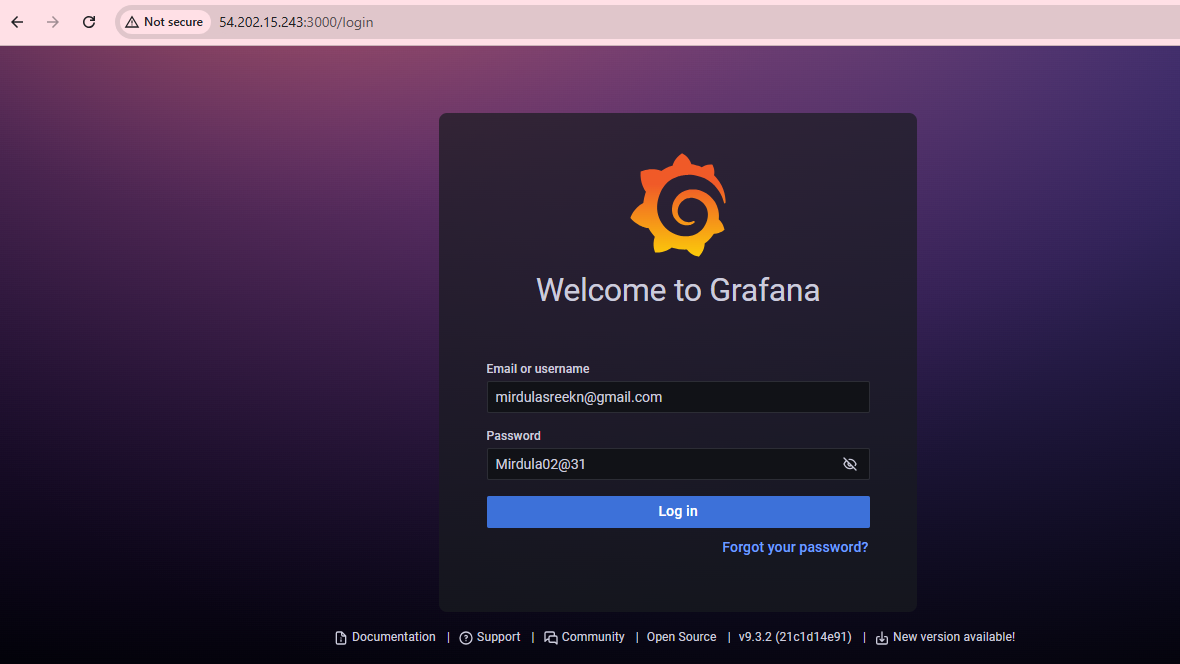 Not secure 54.202.15.243:3000/login
Welcome to Grafana
Email or username
mirdulasreekn@gmail.com
Password
Mirdula02@31
Log in
Forgot your password?
Documentation | Support | Community | Open Source | v9.3.2 (21c1d14e91) | New version available!